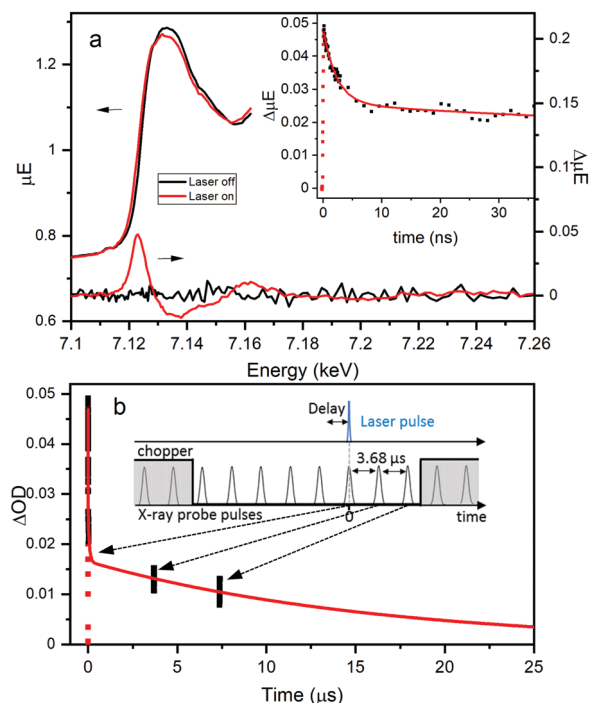 a
1.2
1
0.8
0.6
μE
Laser off
Laser on
0.2
0.15
0.1
0.05
0
ΔμE
0.05
0.04
0.03
0.02
0.01
0
ΔμE
0 10 20 30
time (ns)
7.1 7.12 7.14 7.16 7.18 7.2 7.22 7.24 7.26
Energy (keV)
b
0.05
0.04
0.03
0.02
0.01
0
ΔOD
Delay
Laser pulse
chopper
3.68 μs
X-ray probe pulses
0
time
0 5 10 15 20 25
Time (μs)